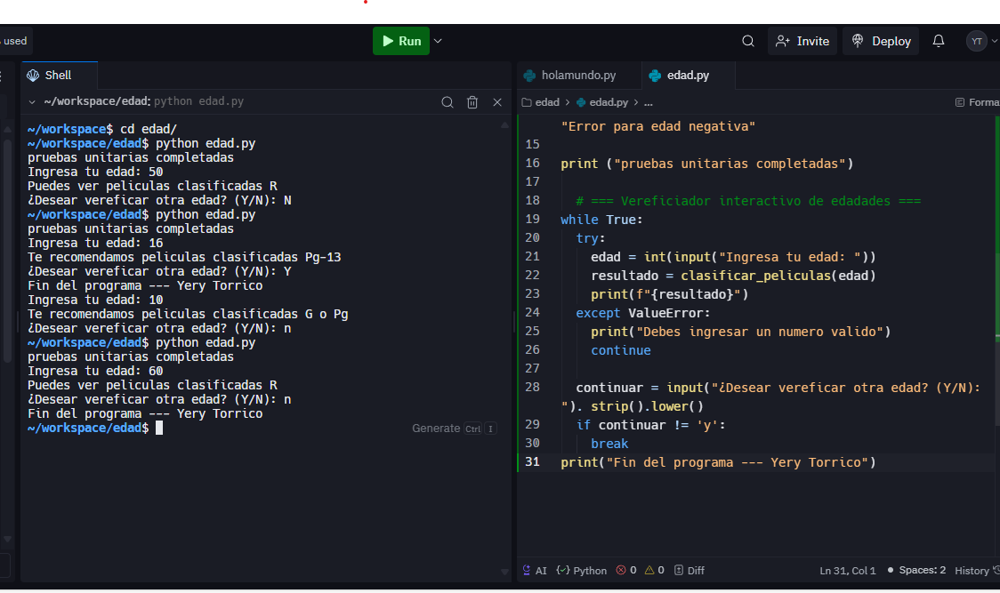 used
Run
Invite
Deploy
YT
Shell
~/workspace/edad: python edad.py
~/workspace$ cd edad/
~/workspace/edad$ python edad.py
pruebas unitarias completadas
Ingresa tu edad: 50
Puedes ver peliculas clasificadas R
¿Desear vereficar otra edad? (Y/N): N
~/workspace/edad$ python edad.py
pruebas unitarias completadas
Ingresa tu edad: 16
Te recomendamos peliculas clasificadas Pg-13
¿Desear vereficar otra edad? (Y/N): Y
Fin del programa --- Yery Torrico
Ingresa tu edad: 10
Te recomendamos peliculas clasificadas G o Pg
¿Desear vereficar otra edad? (Y/N): n
~/workspace/edad$ python edad.py
pruebas unitarias completadas
Ingresa tu edad: 60
Puedes ver peliculas clasificadas R
¿Desear vereficar otra edad? (Y/N): n
Fin del programa --- Yery Torrico
~/workspace/edad$
Generate Ctrl I
holamundo.py
edad.py
edad > edad.py > ...
Forma
"Error para edad negativa"
15
16 print ("pruebas unitarias completadas")
17
18 # === Vereficiador interactivo de edadades ===
19 while True:
20 try:
21 edad = int(input("Ingresa tu edad: "))
22 resultado = clasificar_peliculas(edad)
23 print(f"{resultado}")
24 except ValueError:
25 print("Debes ingresar un numero valido")
26 continue
27
28 continuar = input("¿Desear vereficar otra edad? (Y/N):
"). strip().lower()
29 if continuar != 'y':
30 break
31 print("Fin del programa --- Yery Torrico")
AI
Python
0
0
Diff
Ln 31, Col 1
Spaces: 2
History